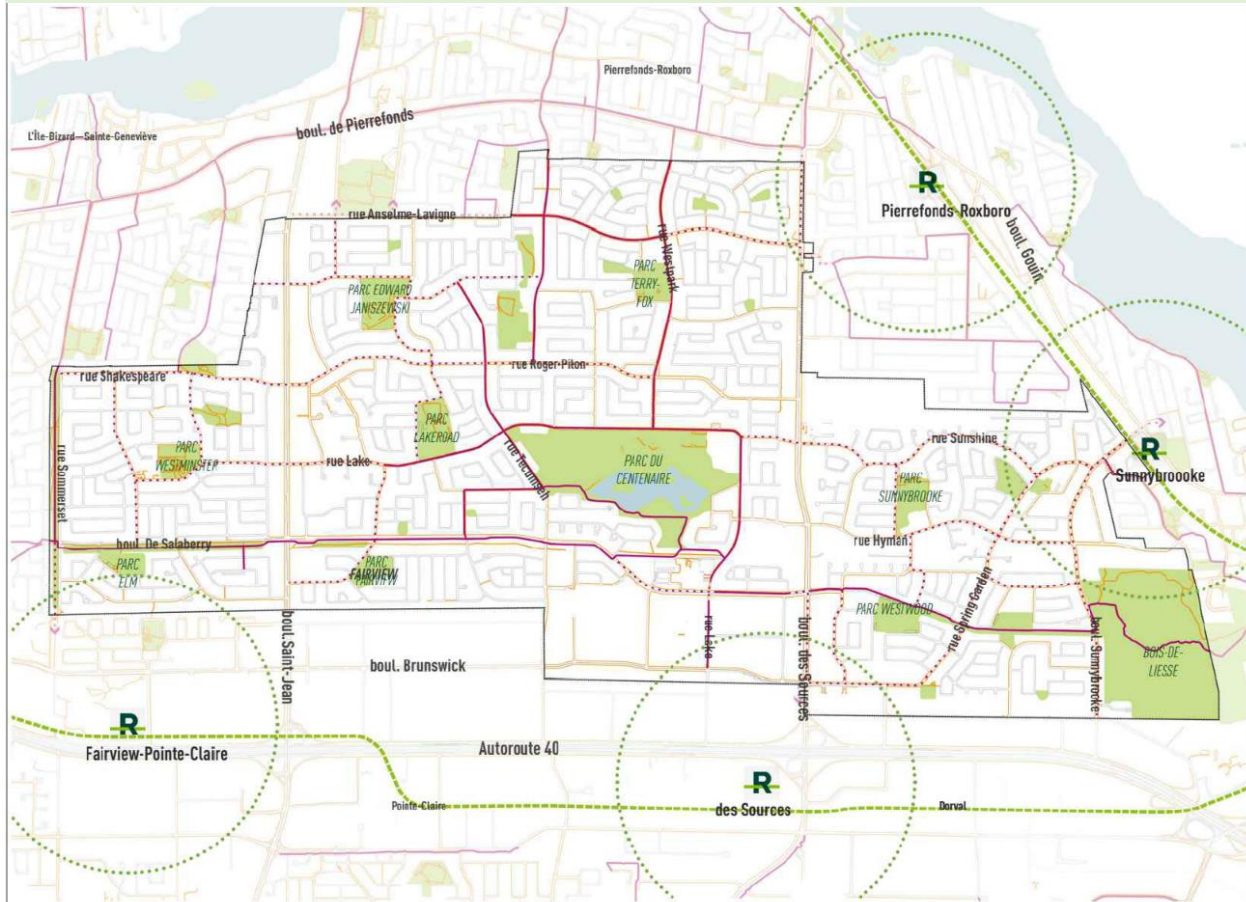 Pierrefonds-Roxboro
L'Île-Bizard—Sainte-Geneviève
boul. de Pierrefonds
R
Pierrefonds-Roxboro
rue Anselme-Lavigne
boul. Gouin
rue Westpark
PARC
TERRY-
FOX
PARC EDWARD
JANISZEWSKI
rue Roger-Pilon
rue Shakespeare
PARC
LAKEROAD
rue Sunshine
PARC
WESTMINSTER
rue Lake
rue Tecumseh
PARC DU
CENTENAIRE
R
Sunnybroooke
PARC
SUNNYBROOKE
rue Sommerset
boul. De Salaberry
rue Hyman
PARC
ELM
PARC
FAIRVIEW
FAIRVIEW
PARC WESTWOOD
rue Spring Garden
boul. Saint-Jean
rue Lake
boul. des Sources
boul. Sunnybrooke
BOIS-DE-
LIESSE
boul. Brunswick
R
Fairview-Pointe-Claire
Autoroute 40
R
des Sources
Pointe-Claire
Dorval